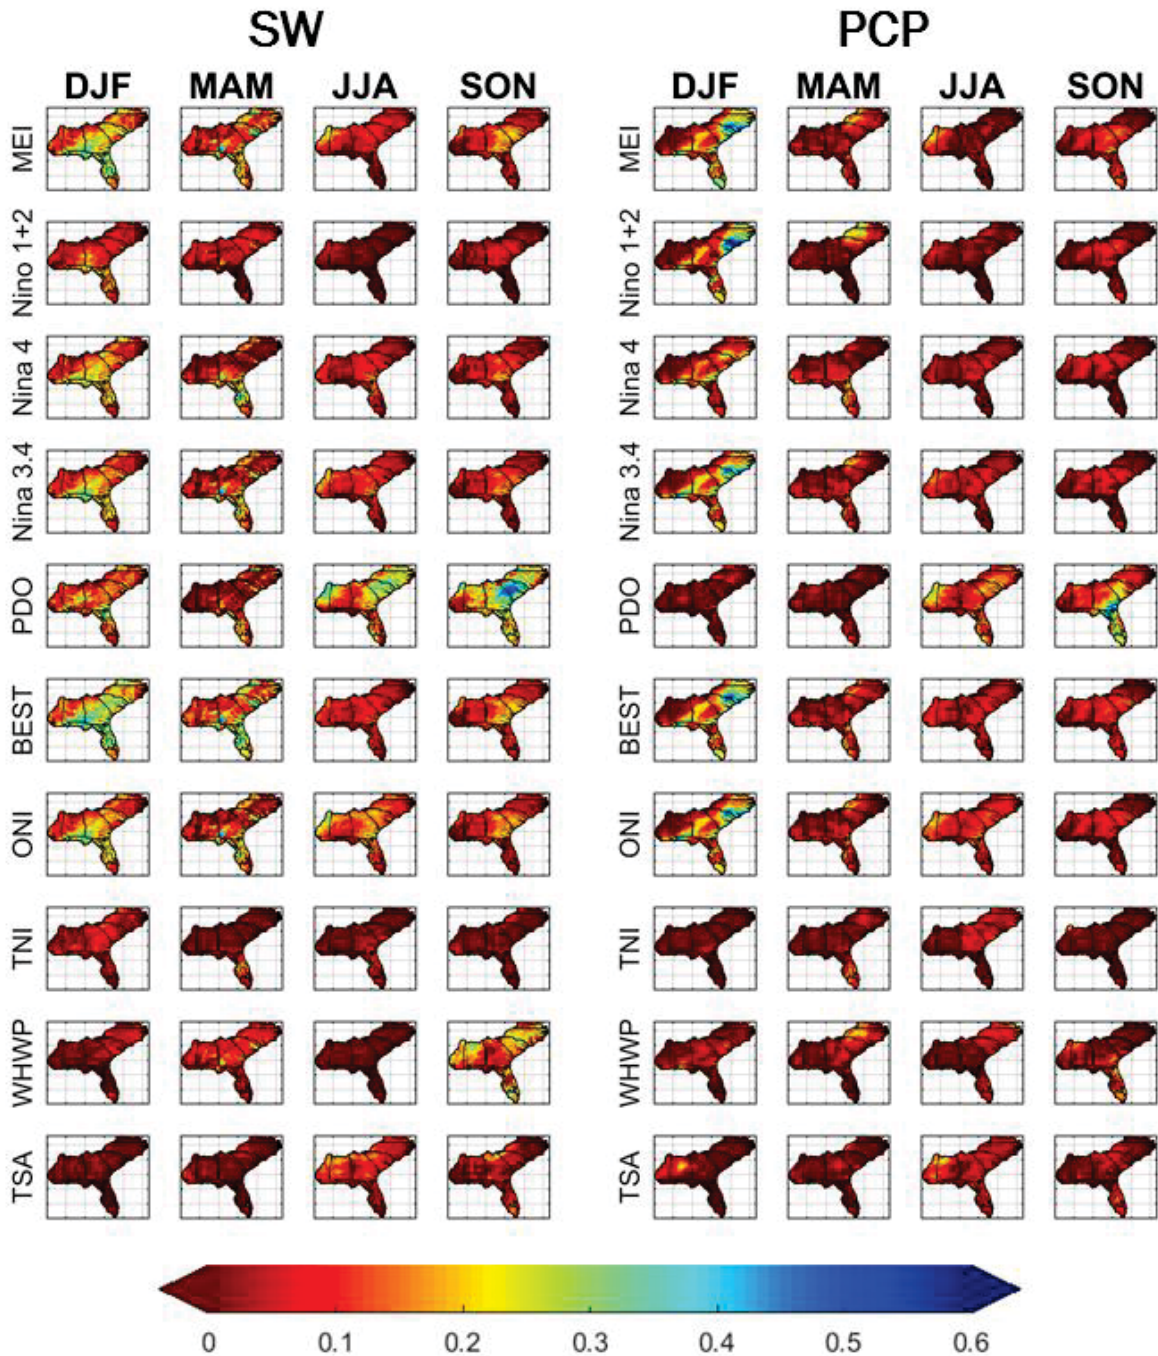 SW PCP
DJF MAM JJA SON DJF MAM JJA SON
MEI MEI
Nino 1+2 Nino 1+2
Nina 4 Nina 4
Nina 3.4 Nina 3.4
PDO PDO
BEST BEST
ONI ONI
TNI TNI
WHWP WHWP
TSA TSA
0 0.1 0.2 0.3 0.4 0.5 0.6